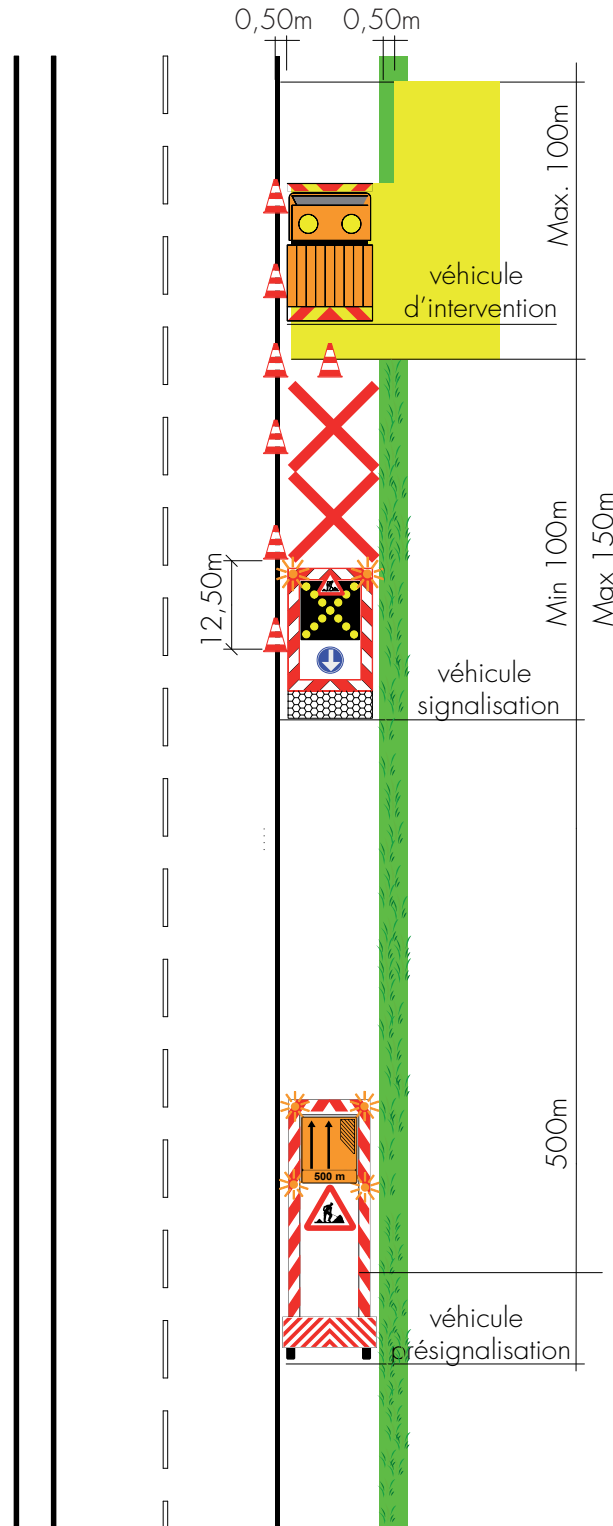 0,50m
0,50m
Max. 100m
véhicule
d’intervention
Min 100m
Max 150m
12,50m
véhicule
signalisation
500m
500 m
véhicule
présignalisation